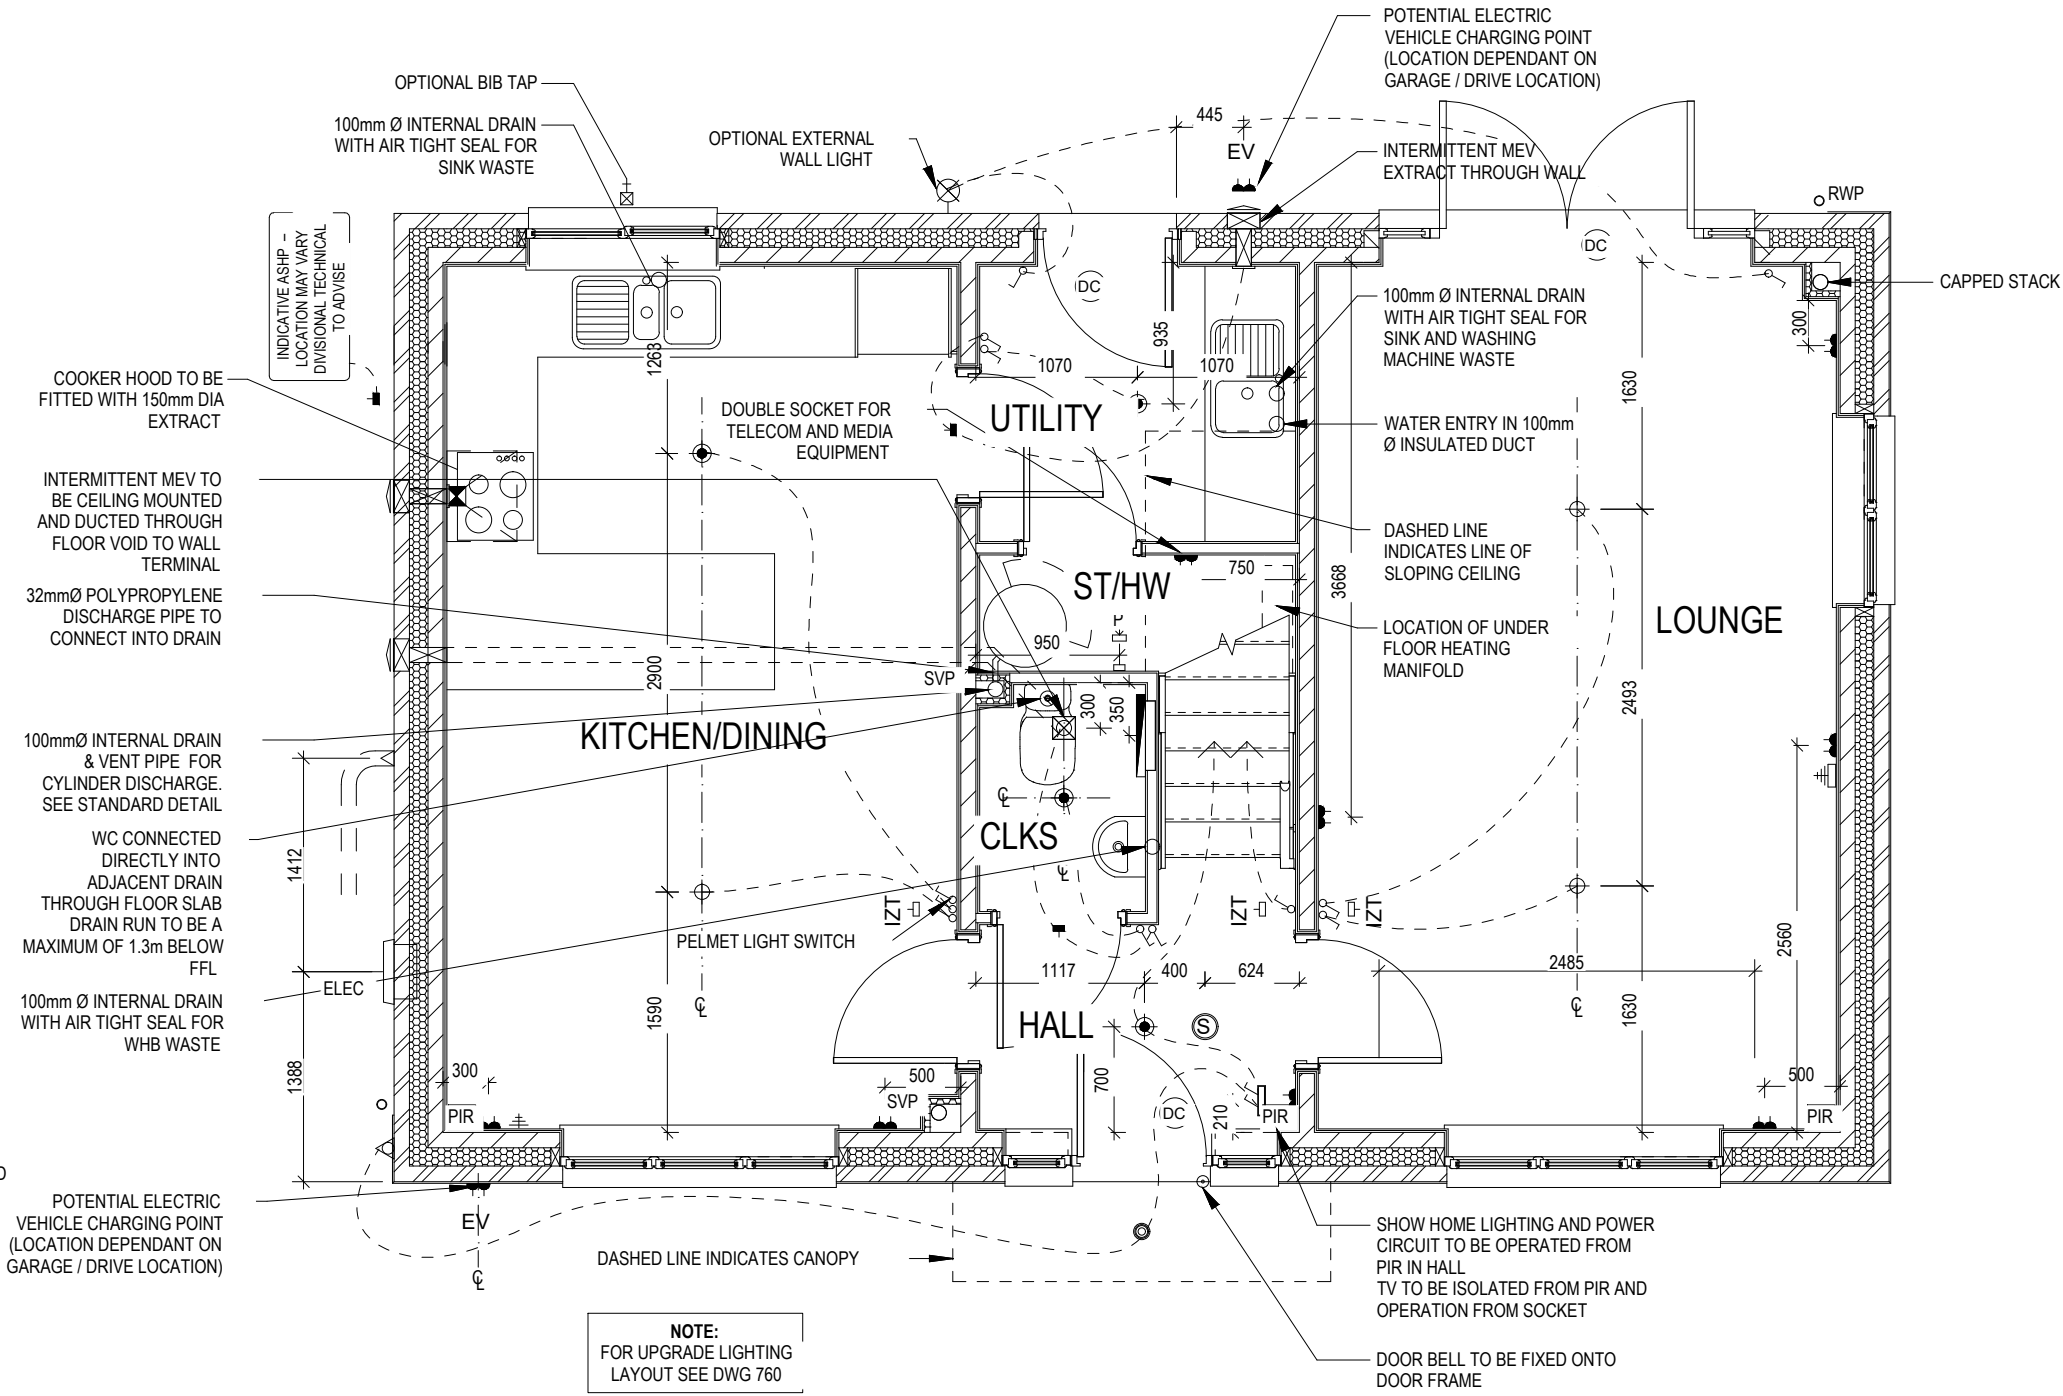 POTENTIAL ELECTRIC
VEHICLE CHARGING POINT
(LOCATION DEPENDANT ON
GARAGE / DRIVE LOCATION)
OPTIONAL BIB TAP
100mm Ø INTERNAL DRAIN
WITH AIR TIGHT SEAL FOR
SINK WASTE
OPTIONAL EXTERNAL
WALL LIGHT
445
EV
INTERMITTENT MEV
EXTRACT THROUGH WALL
RWP
INDICATIVE ASHP –
LOCATION MAY VARY
DIVISIONAL TECHNICAL
TO ADVISE
DC
DC
CAPPED STACK
100mm Ø INTERNAL DRAIN
WITH AIR TIGHT SEAL FOR
SINK AND WASHING
MACHINE WASTE
300
935
1263
1070
1070
1630
COOKER HOOD TO BE
FITTED WITH 150mm DIA
EXTRACT
DOUBLE SOCKET FOR
TELECOM AND MEDIA
EQUIPMENT
UTILITY
WATER ENTRY IN 100mm
Ø INSULATED DUCT
INTERMITTENT MEV TO
BE CEILING MOUNTED
AND DUCTED THROUGH
FLOOR VOID TO WALL
TERMINAL
DASHED LINE
INDICATES LINE OF
SLOPING CEILING
750
ST/HW
3668
32mmØ POLYPROPYLENE
DISCHARGE PIPE TO
CONNECT INTO DRAIN
LOUNGE
LOCATION OF UNDER
FLOOR HEATING
MANIFOLD
950
SVP
2900
300
350
2493
KITCHEN/DINING
100mmØ INTERNAL DRAIN
& VENT PIPE FOR
CYLINDER DISCHARGE.
SEE STANDARD DETAIL
℄
CLKS
℄
WC CONNECTED
DIRECTLY INTO
ADJACENT DRAIN
THROUGH FLOOR SLAB
DRAIN RUN TO BE A
MAXIMUM OF 1.3m BELOW
FFL
1412
IZT
IZT
IZT
PELMET LIGHT SWITCH
2560
1117
400
624
2485
ELEC
100mm Ø INTERNAL DRAIN
WITH AIR TIGHT SEAL FOR
WHB WASTE
℄
℄
1590
HALL
S
1630
1388
300
500
700
500
PIR
SVP
DC
210
PIR
PIR
POTENTIAL ELECTRIC
VEHICLE CHARGING POINT
(LOCATION DEPENDANT ON
GARAGE / DRIVE LOCATION)
EV
℄
DASHED LINE INDICATES CANOPY
SHOW HOME LIGHTING AND POWER
CIRCUIT TO BE OPERATED FROM
PIR IN HALL
TV TO BE ISOLATED FROM PIR AND
OPERATION FROM SOCKET
NOTE:
FOR UPGRADE LIGHTING
LAYOUT SEE DWG 760
DOOR BELL TO BE FIXED ONTO
DOOR FRAME